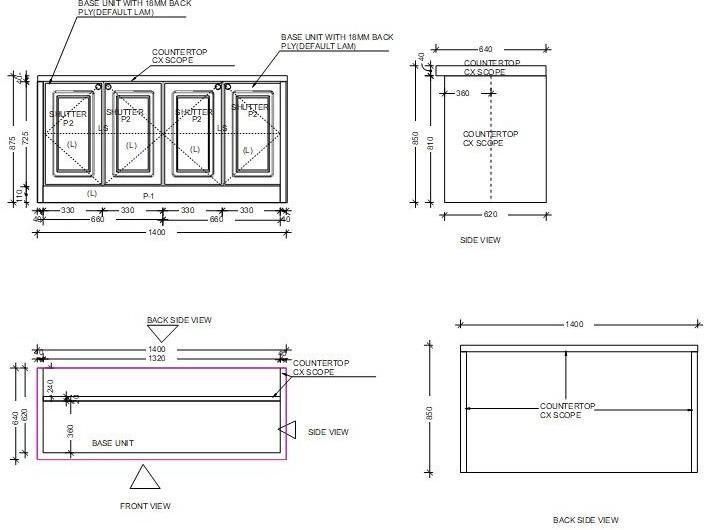 BASE UNIT WITH 18MM BACK
PLY(DEFAULT LAM)
BASE UNIT WITH 18MM BACK
PLY(DEFAULT LAM)
COUNTERTOP
CX SCOPE
SHUTTER
P2
(L)
LS
SHUTTER
P2
(L)
SHUTTER
P2
(L)
LS
SHUTTER
P2
(L)
(L)
P-1
875
40
725
110
330
330
330
330
40
660
660
40
1400
640
40
COUNTERTOP
CX SCOPE
360
COUNTERTOP
CX SCOPE
850
810
620
SIDE VIEW
BACK SIDE VIEW
1400
1320
COUNTERTOP
CX SCOPE
240
20
640
620
360
BASE UNIT
SIDE VIEW
FRONT VIEW
1400
850
COUNTERTOP
CX SCOPE
BACK SIDE VIEW